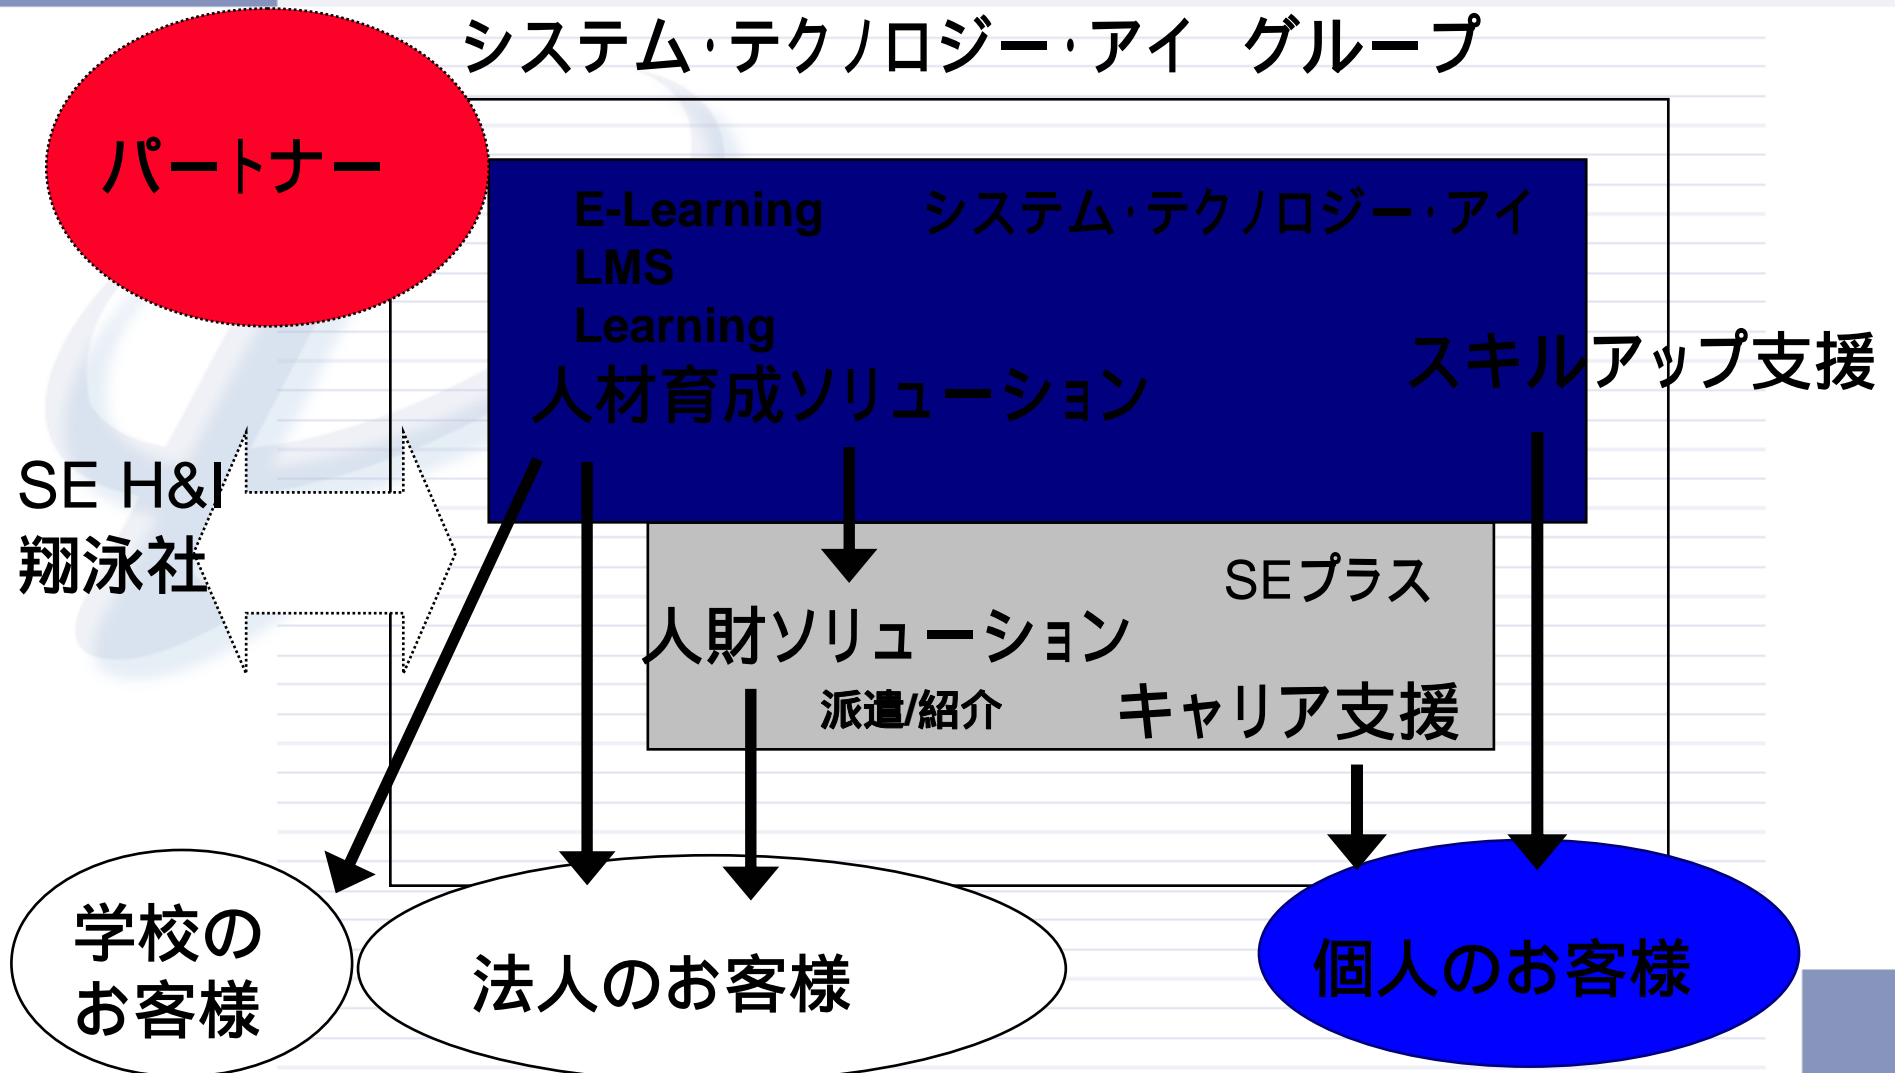 システム・テクノロジー・アイ グループ
パートナー
E-Learning
システム・テクノロジー・アイ
LMS
Learning
人材育成ソリューション
スキルアップ支援
SE H&I
翔泳社
SEプラス
人財ソリューション
派遣/紹介
キャリア支援
学校の
お客様
法人のお客様
個人のお客様